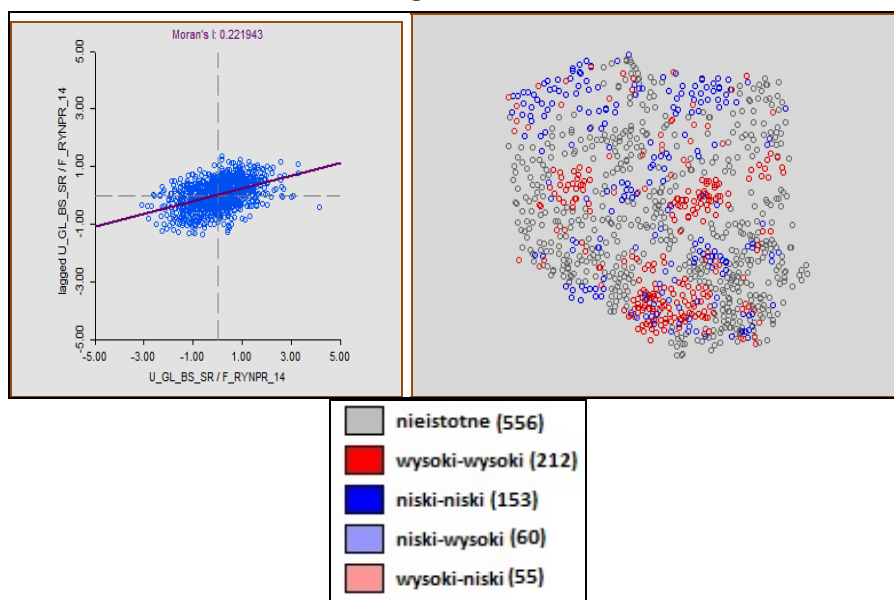 Moran's I: 0.221943
5.00
3.00
1.00
-1.00
-3.00
-5.00
lagged U_GL_BS_SR / F_RYNPR_14
-5.00 -3.00 -1.00 1.00 3.00 5.00
U_GL_BS_SR / F_RYNPR_14
nieistotne (556)
wysoki-wysoki (212)
niski-niski (153)
niski-wysoki (60)
wysoki-niski (55)